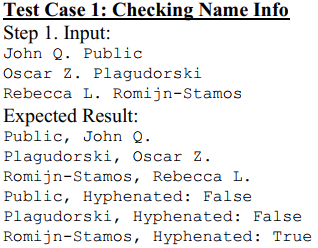 Test Case 1: Checking Name Info
Step 1. Input:
John Q. Public
Oscar Z. Plagudorski
Rebecca L. Romijn-Stamos
Expected Result:
Public, John Q.
Plagudorski, Oscar Z.
Romijn-Stamos, Rebecca L.
Public, Hyphenated: False
Plagudorski, Hyphenated: False
Romijn-Stamos, Hyphenated: True